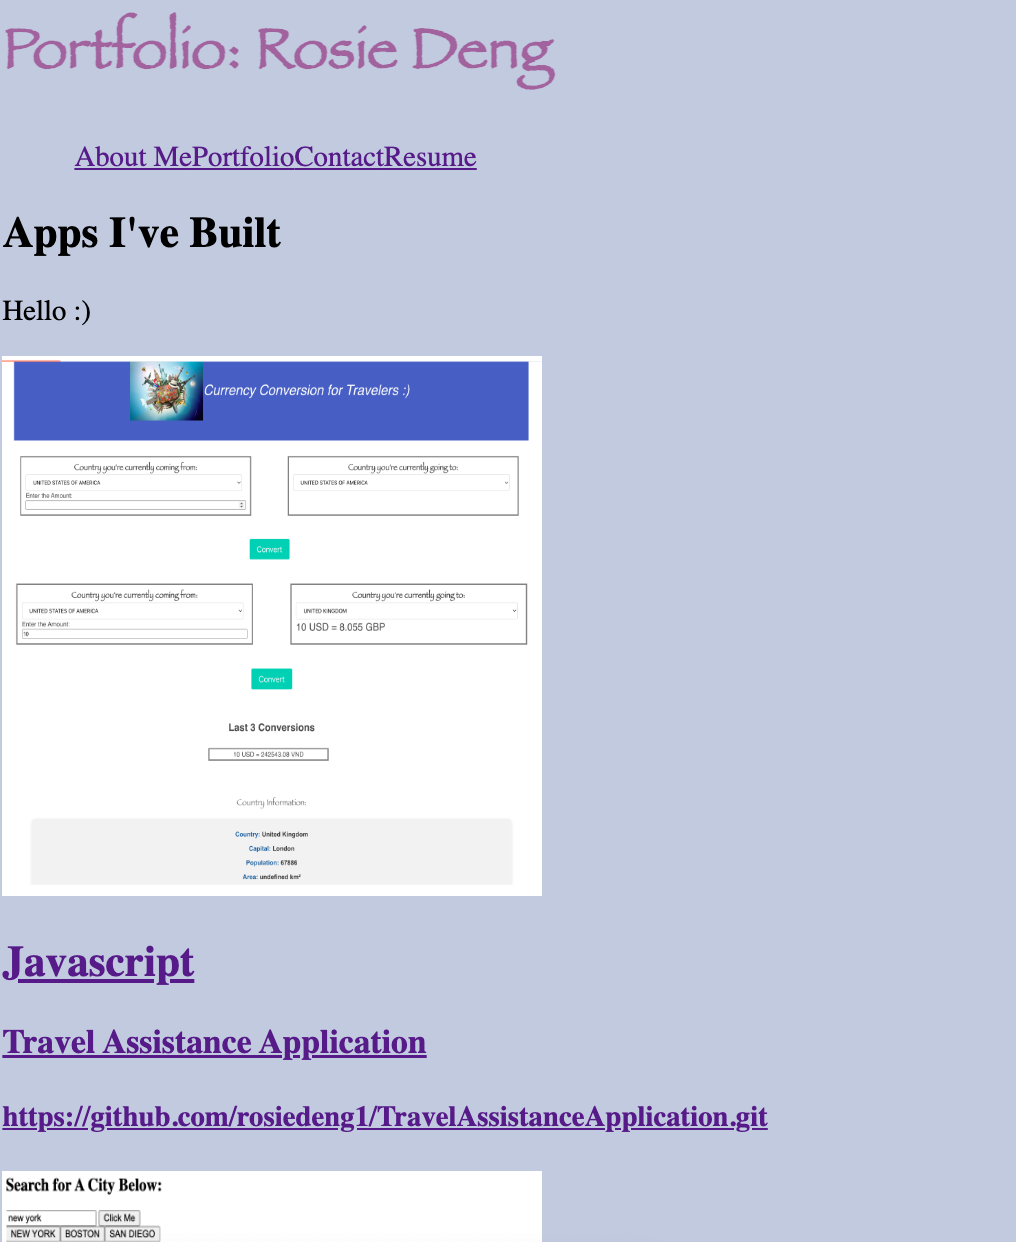 Portfolio: Rosie Deng
About MePortfolioContactResume
Apps I've Built
Hello :)
Currency Conversion for Travelers :)
Country you're currently coming from:
Country you're currently going to:
UNITED STATES OF AMERICA
UNITED STATES OF AMERICA
Enter the Amount:
Convert
Country you're currently coming from:
Country you're currently going to:
UNITED STATES OF AMERICA
UNITED KINGDOM
Enter the Amount:
10 USD = 8.055 GBP
10
Convert
Last 3 Conversions
10 USD = 242543.08 VND
Country Information:
Country: United Kingdom
Capital: London
Population: 67886
Area: undefined km²
Javascript
Travel Assistance Application
https://github.com/rosiedeng1/TravelAssistanceApplication.git
Search for A City Below:
new york Click Me
NEW YORK BOSTON SAN DIEGO